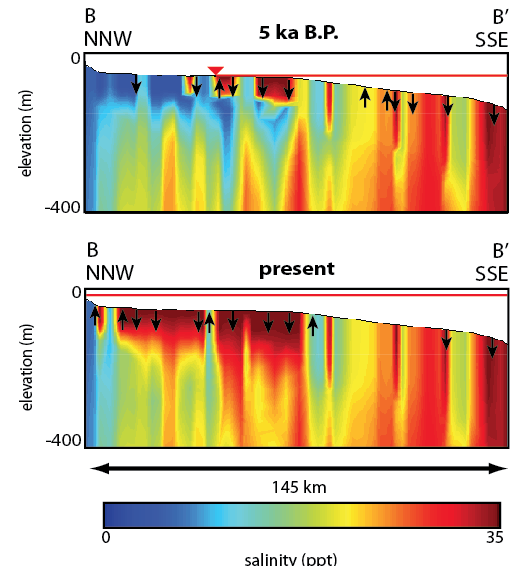 B
B'
NNW
5 ka B.P.
SSE
0
elevation (m)
-400
B
B'
NNW
present
SSE
0
elevation (m)
-400
145 km
0
35
salinity (ppt)